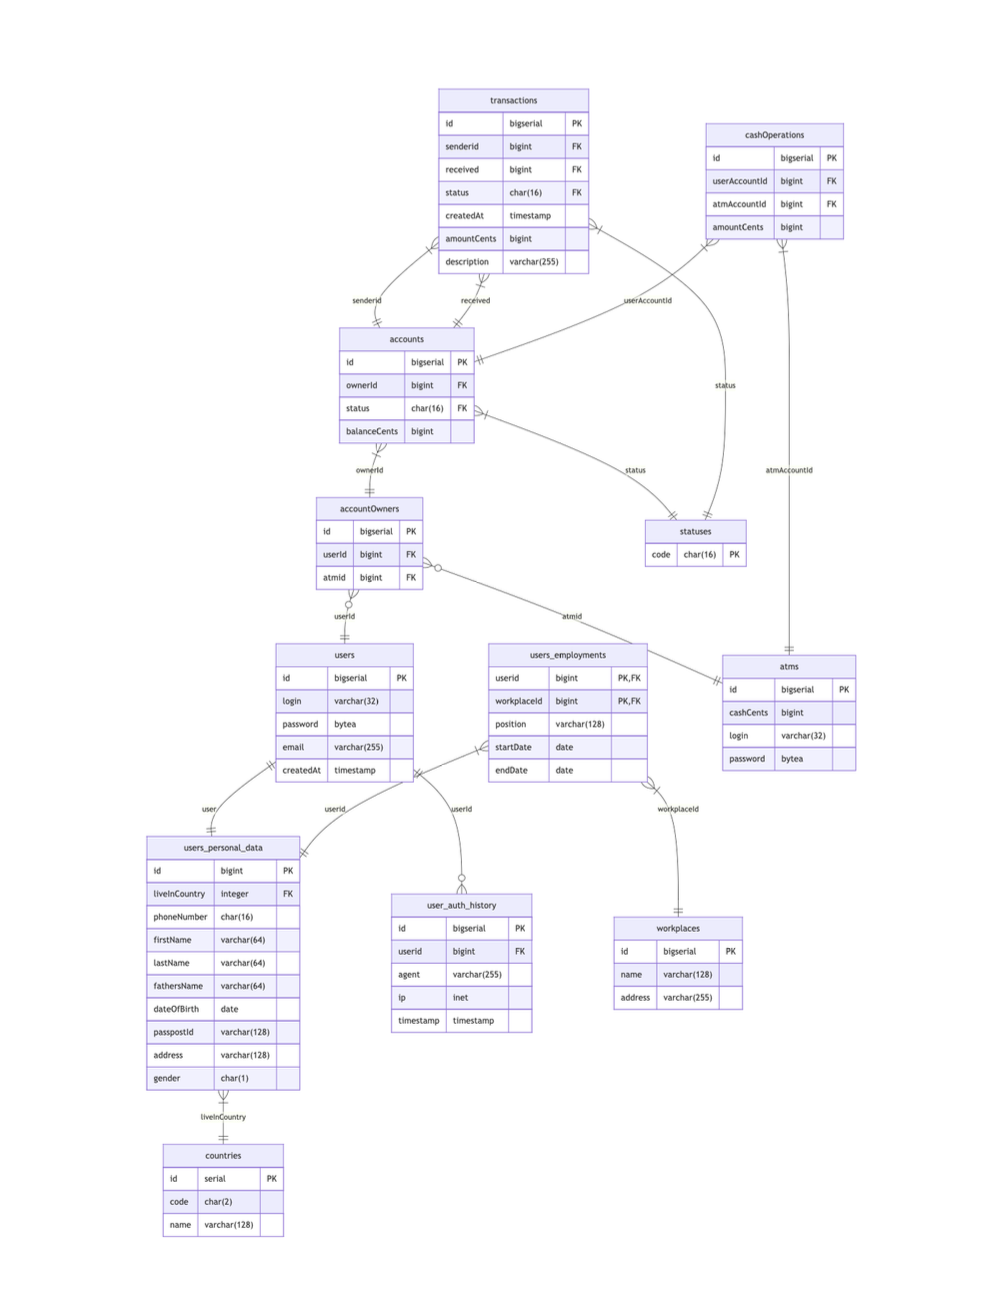 transactions
id bigserial PK
senderId bigint FK
received bigint FK
status char(16) FK
createdAt timestamp
amountCents bigint
description varchar(255)
cashOperations
id bigserial PK
userAccountId bigint FK
atmAccountId bigint FK
amountCents bigint
senderId
received
userAccountId
accounts
id bigserial PK
ownerId bigint FK
status char(16) FK
balanceCents bigint
status
ownerId
status
atmAccountId
accountOwners
id bigserial PK
userId bigint FK
atmId bigint FK
statuses
code char(16) PK
userId
atmId
users
id bigserial PK
login varchar(32)
password bytea
email varchar(255)
createdAt timestamp
users_employments
userId bigint PK,FK
workplaceId bigint PK,FK
position varchar(128)
startDate date
endDate date
atms
id bigserial PK
cashCents bigint
login varchar(32)
password bytea
user
userId
userId
workplaceId
users_personal_data
id bigint PK
liveInCountry integer FK
phoneNumber char(16)
firstName varchar(64)
lastName varchar(64)
fathersName varchar(64)
dateOfBirth date
passpostId varchar(128)
address varchar(128)
gender char(1)
user_auth_history
id bigserial PK
userId bigint FK
agent varchar(255)
ip inet
timestamp timestamp
workplaces
id bigserial PK
name varchar(128)
address varchar(255)
liveInCountry
countries
id serial PK
code char(2)
name varchar(128)